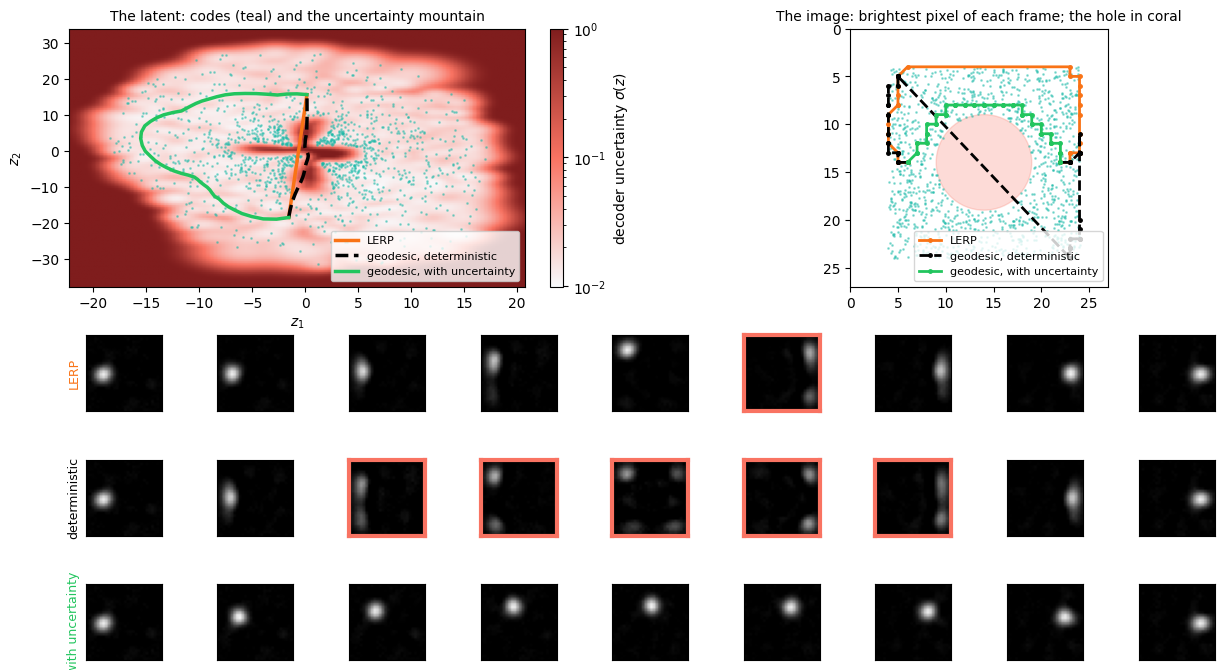 The latent: codes (teal) and the uncertainty mountain
30
20
10
0
−10
−20
−30
z₂
−20
−15
−10
−5
0
5
10
15
20
z₁
LERP
geodesic, deterministic
geodesic, with uncertainty
10⁰
10⁻¹
10⁻²
decoder uncertainty σ(z)
The image: brightest pixel of each frame; the hole in coral
0
5
10
15
20
25
0
5
10
15
20
25
LERP
geodesic, deterministic
geodesic, with uncertainty
LERP
deterministic
with uncertainty